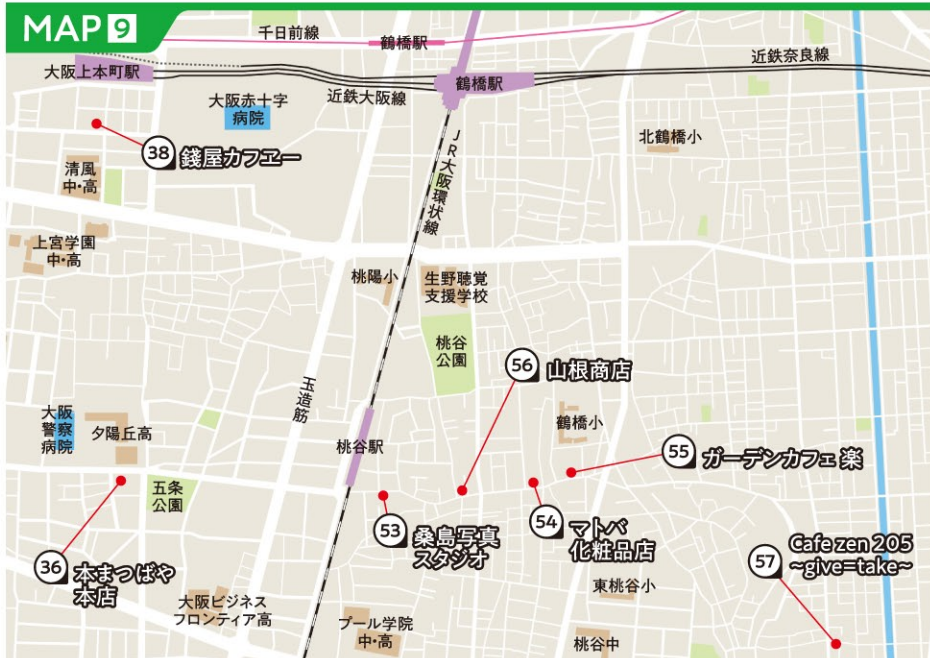 MAP 9
千日前線
鶴橋駅
大阪上本町駅
近鉄奈良線
鶴橋駅
近鉄大阪線
大阪赤十字
病院
JR大阪環状線
北鶴橋小
38 錢屋カフヱー
清風
中・高
上宮学園
中・高
桃陽小
生野聴覚
支援学校
桃谷
公園
56 山根商店
玉造筋
大阪
警察
病院
夕陽丘高
桃谷駅
鶴橋小
55 ガーデンカフェ 楽
五条
公園
53 桑島写真
スタジオ
54 マトバ
化粧品店
57 Cafe zen 205
~give=take~
36 本まつばや
本店
大阪ビジネス
フロンティア高
東桃谷小
プール学院
中・高
桃谷中